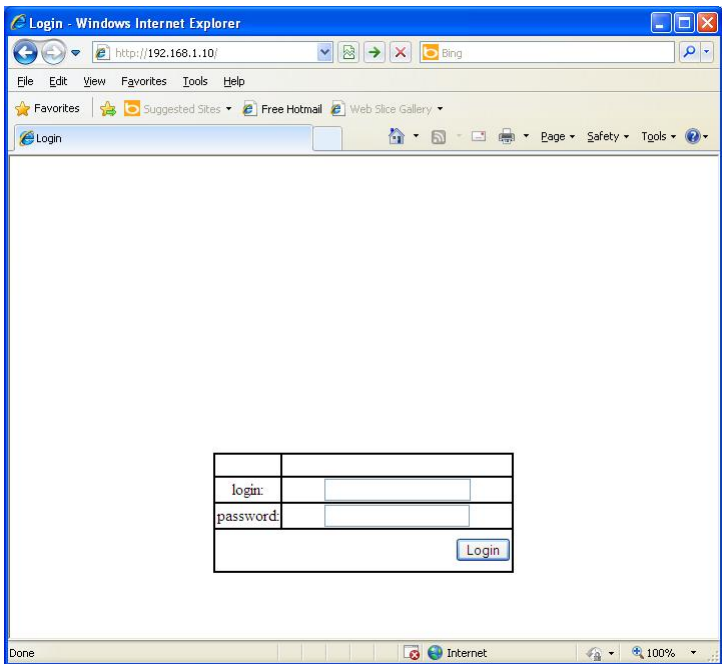 Login - Windows Internet Explorer
http://192.168.1.10/
Bing
File Edit View Favorites Tools Help
Favorites Suggested Sites Free Hotmail Web Slice Gallery
Login Page Safety Tools
login:
password:
Login
Done Internet 100%